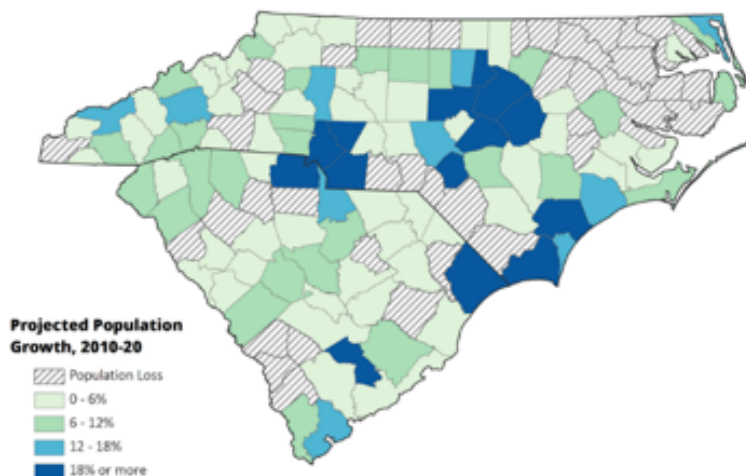 Projected Population
Growth, 2010-20
Population Loss
0 - 6%
6 - 12%
12 - 18%
18% or more